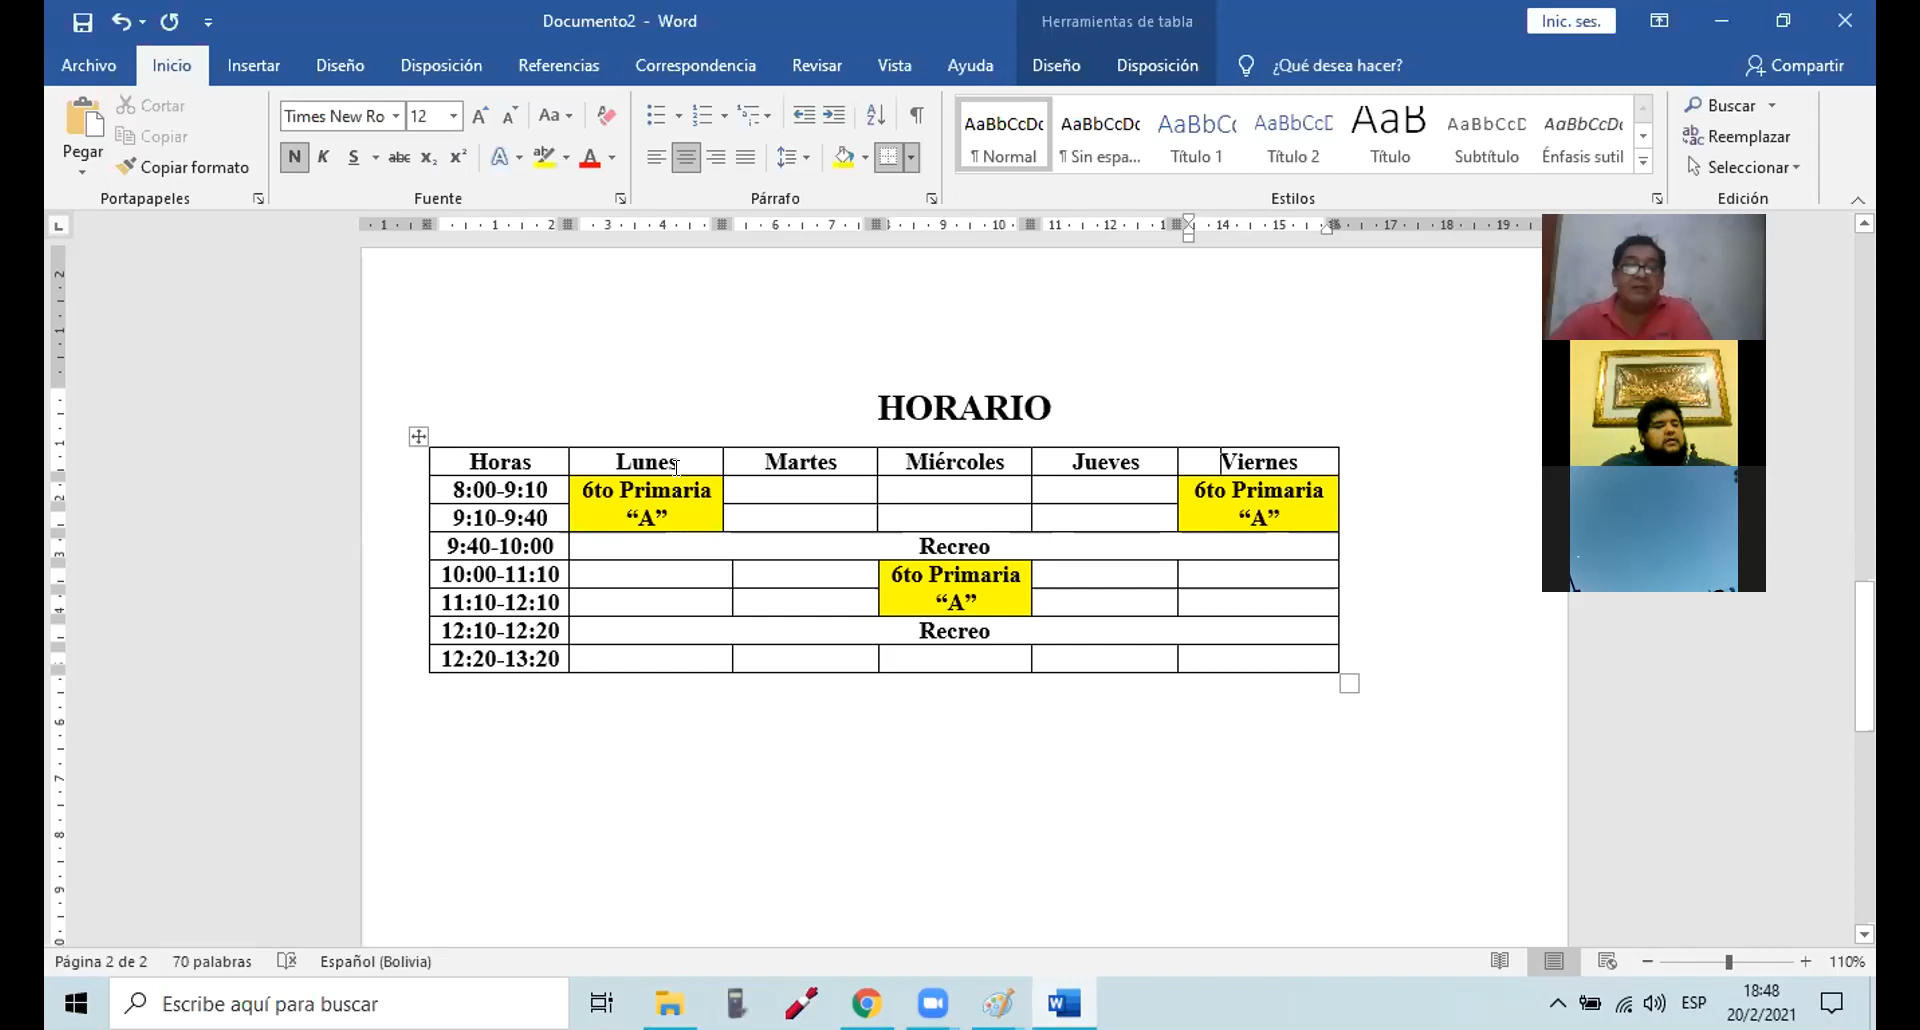 Documento2 - Word
Herramientas de tabla
Inic. ses.
Archivo Inicio Insertar Diseño Disposición Referencias Correspondencia Revisar Vista Ayuda Diseño Disposición ¿Qué desea hacer? Compartir
Pegar
Cortar
Copiar
Copiar formato
Portapapeles
Times New Ro 12
N K S abc x₂ x²
Fuente
Párrafo
AaBbCcDc AaBbCcDc AaBbC AaBbCcD AaB AaBbCcD AaBbCcDc
¶ Normal ¶ Sin espa... Título 1 Título 2 Título Subtítulo Énfasis sutil
Estilos
Buscar
Reemplazar
Seleccionar
Edición
HORARIO
Horas Lunes Martes Miércoles Jueves Viernes
8:00-9:10 6to Primaria 6to Primaria
9:10-9:40 “A” “A”
9:40-10:00 Recreo
10:00-11:10 6to Primaria
11:10-12:10 “A”
12:10-12:20 Recreo
12:20-13:20
Página 2 de 2 70 palabras Español (Bolivia) 110%
Escribe aquí para buscar
ESP
18:48
20/2/2021